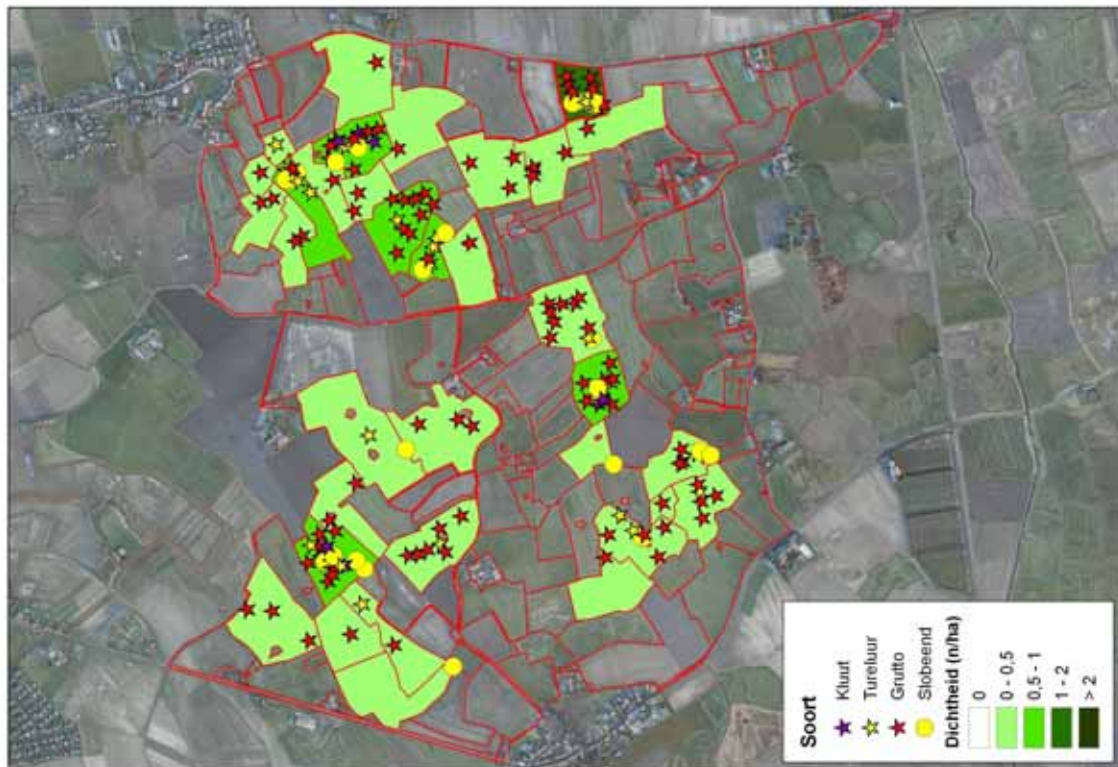 Soort
Kluut
Tureluur
Grutto
Slobeend
Dichtheid (n/ha)
0
0 - 0,5
0,5 - 1
1 - 2
> 2